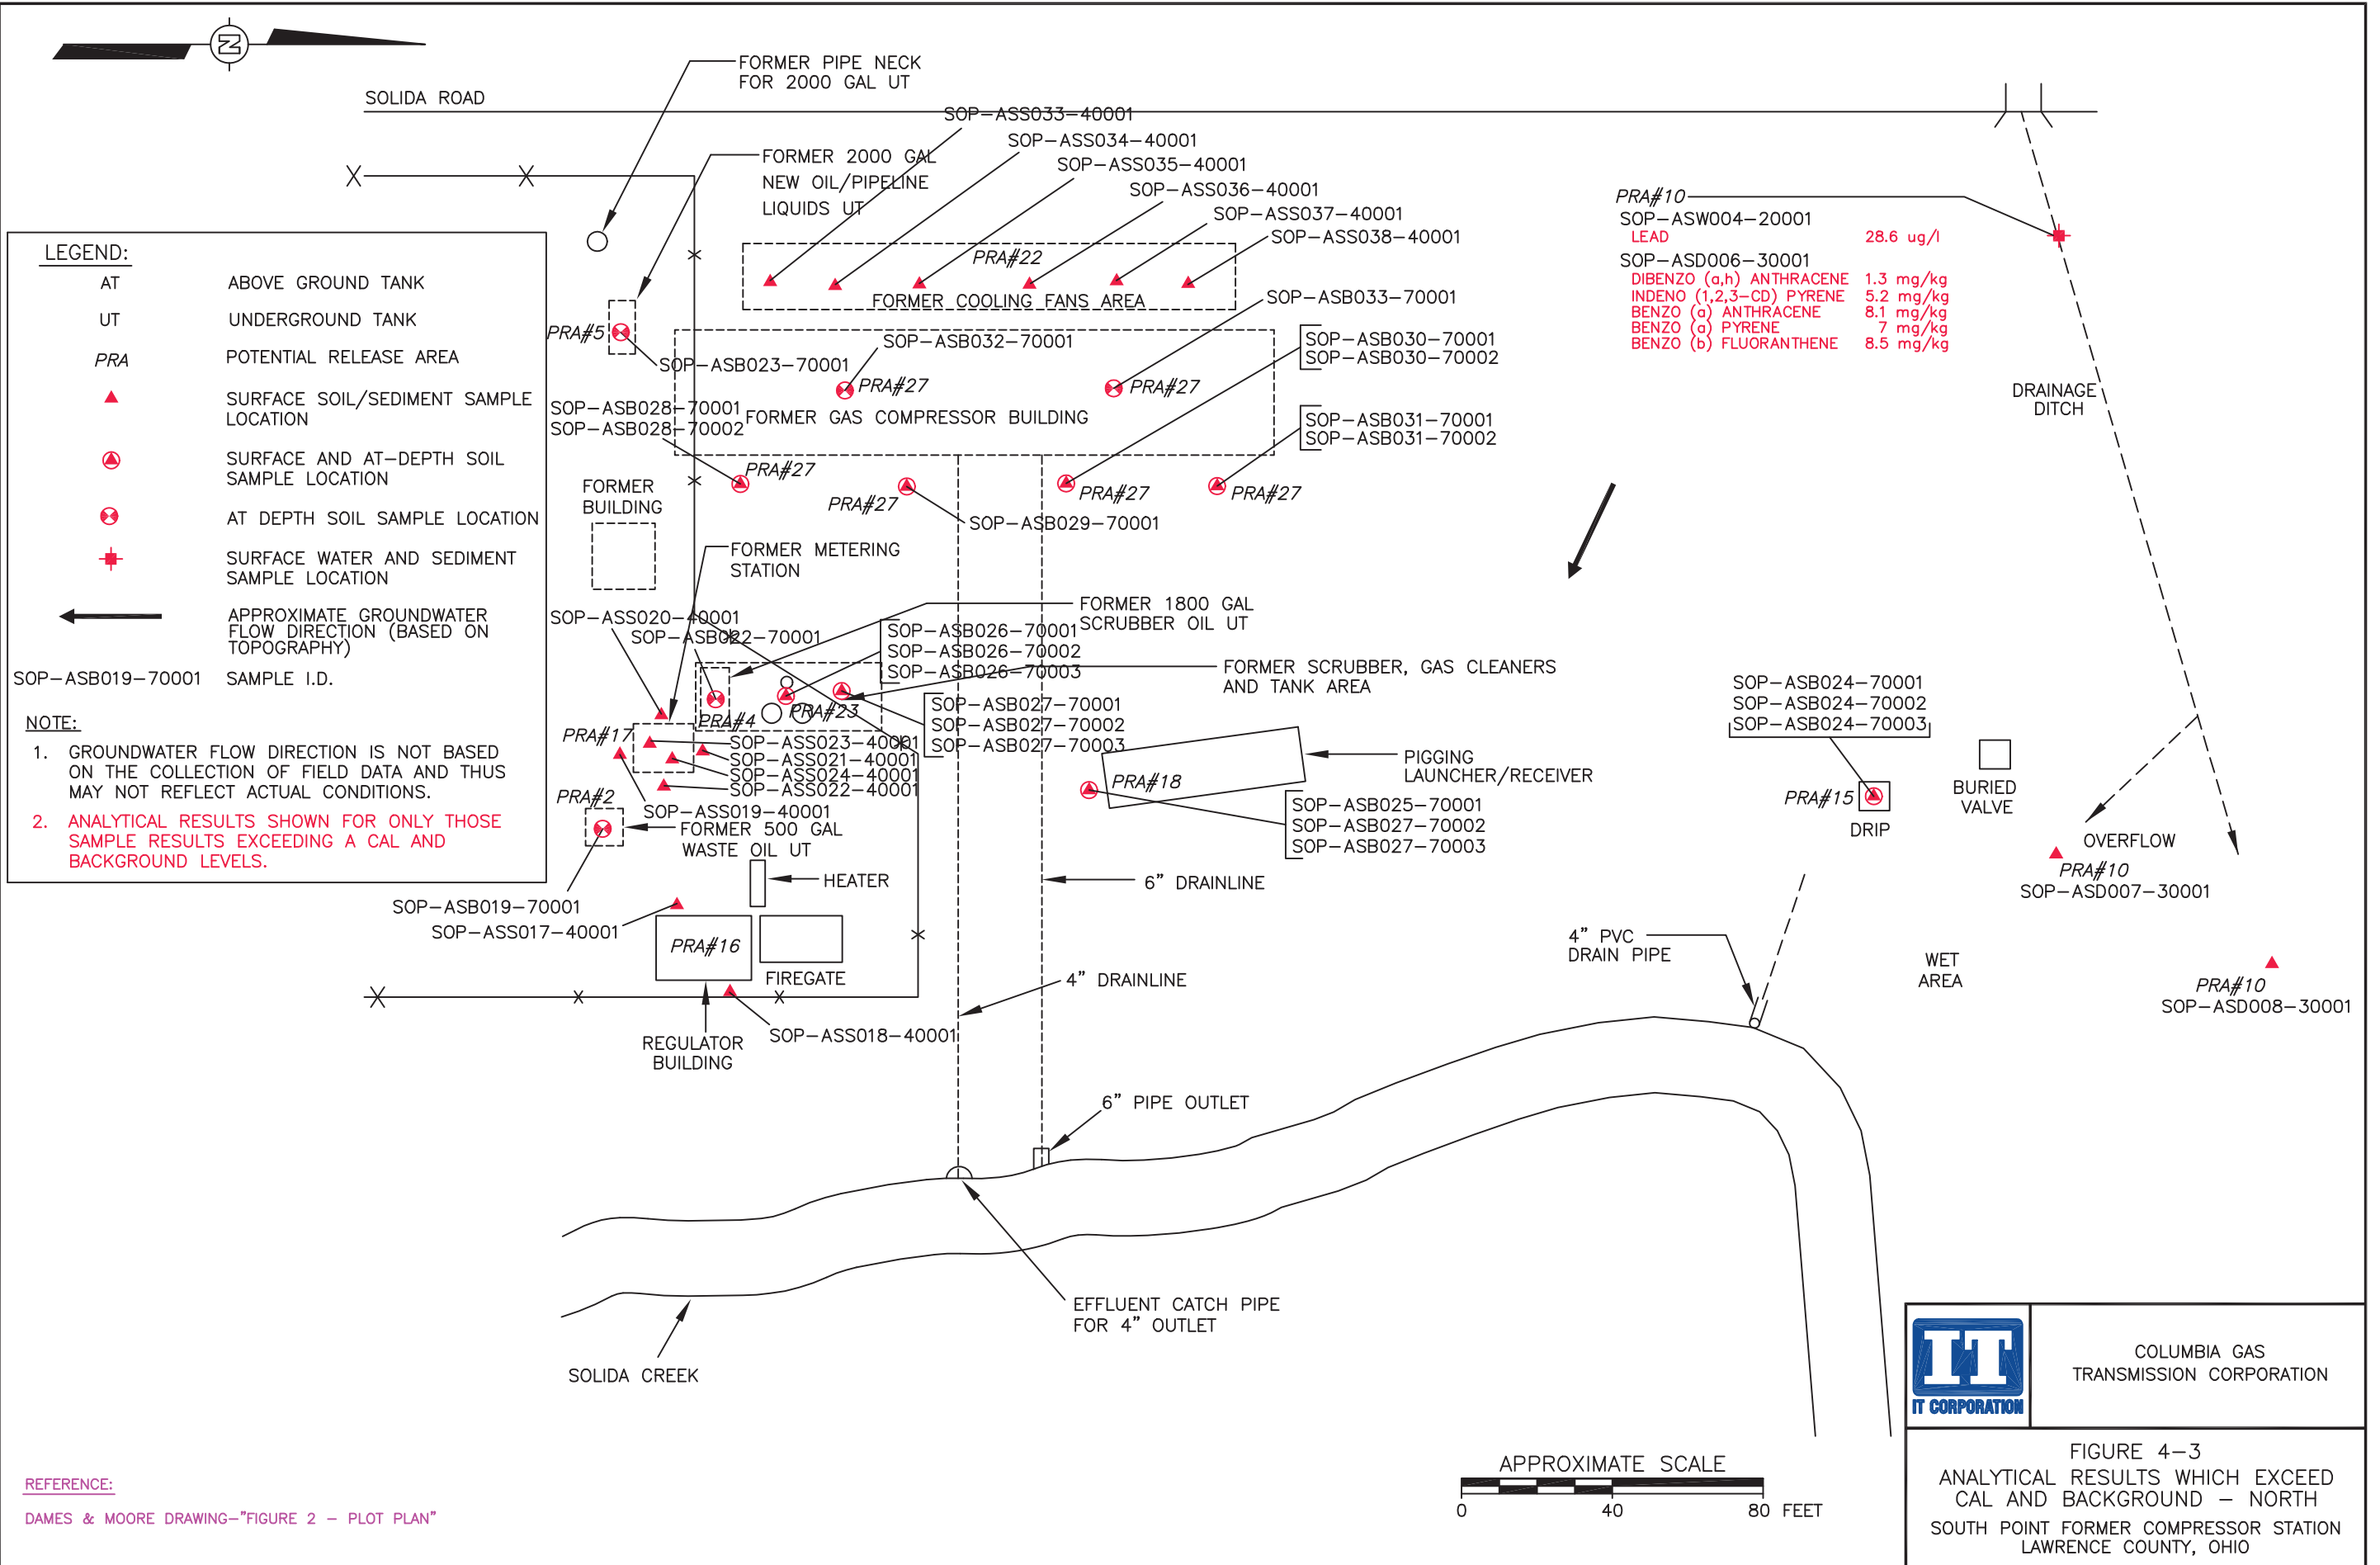 N
SOLIDA ROAD
FORMER PIPE NECK
FOR 2000 GAL UT
FORMER 2000 GAL
NEW OIL/PIPELINE
LIQUIDS UT
SOP-ASS033-40001
SOP-ASS034-40001
SOP-ASS035-40001
SOP-ASS036-40001
SOP-ASS037-40001
SOP-ASS038-40001
PRA#22
FORMER COOLING FANS AREA
PRA#10
SOP-ASW004-20001
LEAD 28.6 ug/l
SOP-ASD006-30001
DIBENZO (a,h) ANTHRACENE 1.3 mg/kg
INDENO (1,2,3-CD) PYRENE 5.2 mg/kg
BENZO (a) ANTHRACENE 8.1 mg/kg
BENZO (a) PYRENE 7 mg/kg
BENZO (b) FLUORANTHENE 8.5 mg/kg
DRAINAGE
DITCH
LEGEND:
AT ABOVE GROUND TANK
UT UNDERGROUND TANK
PRA POTENTIAL RELEASE AREA
SURFACE SOIL/SEDIMENT SAMPLE
LOCATION
SURFACE AND AT-DEPTH SOIL
SAMPLE LOCATION
AT DEPTH SOIL SAMPLE LOCATION
SURFACE WATER AND SEDIMENT
SAMPLE LOCATION
APPROXIMATE GROUNDWATER
FLOW DIRECTION (BASED ON
TOPOGRAPHY)
SOP-ASB019-70001 SAMPLE I.D.
NOTE:
1. GROUNDWATER FLOW DIRECTION IS NOT BASED
ON THE COLLECTION OF FIELD DATA AND THUS
MAY NOT REFLECT ACTUAL CONDITIONS.
2. ANALYTICAL RESULTS SHOWN FOR ONLY THOSE
SAMPLE RESULTS EXCEEDING A CAL AND
BACKGROUND LEVELS.
PRA#5
SOP-ASB023-70001
SOP-ASB032-70001
SOP-ASB033-70001
PRA#27
PRA#27
FORMER GAS COMPRESSOR BUILDING
SOP-ASB030-70001
SOP-ASB030-70002
SOP-ASB031-70001
SOP-ASB031-70002
SOP-ASB028-70001
SOP-ASB028-70002
PRA#27
PRA#27
PRA#27
PRA#27
SOP-ASB029-70001
FORMER
BUILDING
FORMER METERING
STATION
SOP-ASS020-40001
SOP-ASB022-70001
FORMER 1800 GAL
SCRUBBER OIL UT
SOP-ASB026-70001
SOP-ASB026-70002
SOP-ASB026-70003
FORMER SCRUBBER, GAS CLEANERS
AND TANK AREA
SOP-ASB027-70001
SOP-ASB027-70002
SOP-ASB027-70003
PRA#4
PRA#23
PRA#17
SOP-ASS023-40001
SOP-ASS021-40001
SOP-ASS024-40001
SOP-ASS022-40001
SOP-ASS019-40001
PRA#2
FORMER 500 GAL
WASTE OIL UT
HEATER
SOP-ASB019-70001
SOP-ASS017-40001
PRA#16
FIREGATE
REGULATOR
BUILDING
SOP-ASS018-40001
PIGGING
LAUNCHER/RECEIVER
PRA#18
SOP-ASB025-70001
SOP-ASB027-70002
SOP-ASB027-70003
6" DRAINLINE
4" DRAINLINE
6" PIPE OUTLET
EFFLUENT CATCH PIPE
FOR 4" OUTLET
SOLIDA CREEK
SOP-ASB024-70001
SOP-ASB024-70002
SOP-ASB024-70003
PRA#15
DRIP
BURIED
VALVE
OVERFLOW
PRA#10
SOP-ASD007-30001
4" PVC
DRAIN PIPE
WET
AREA
PRA#10
SOP-ASD008-30001
REFERENCE:
DAMES & MOORE DRAWING-"FIGURE 2 - PLOT PLAN"
APPROXIMATE SCALE
0 40 80 FEET
IT
IT CORPORATION
COLUMBIA GAS
TRANSMISSION CORPORATION
FIGURE 4-3
ANALYTICAL RESULTS WHICH EXCEED
CAL AND BACKGROUND - NORTH
SOUTH POINT FORMER COMPRESSOR STATION
LAWRENCE COUNTY, OHIO